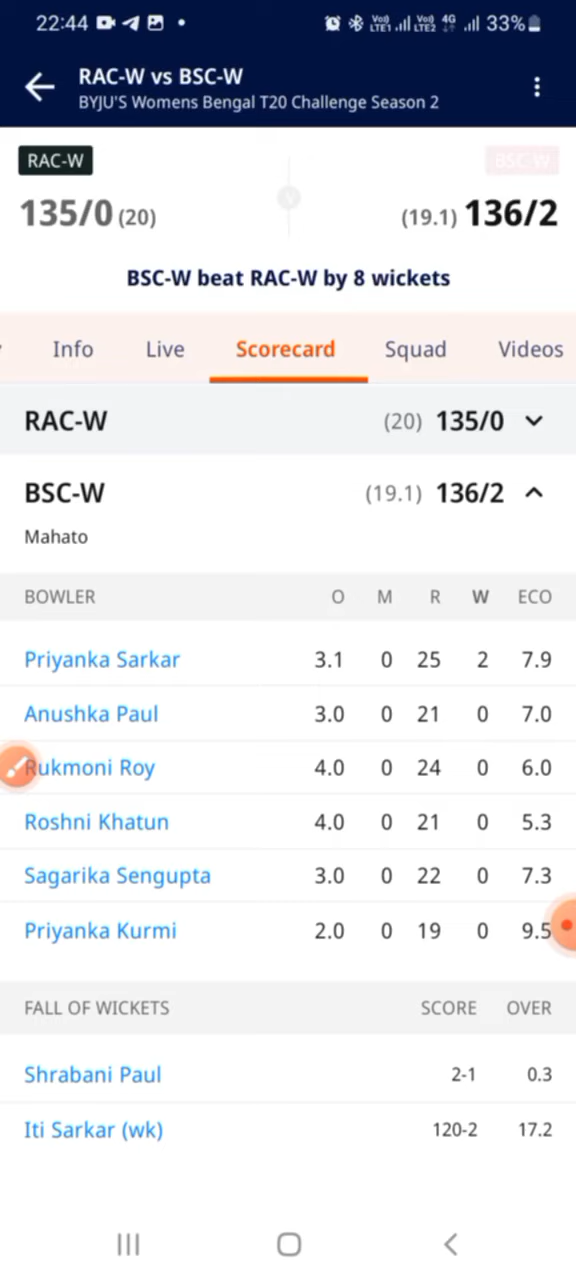 22:44 Vo)) LTE1 Vo)) LTE2 4G 33%
RAC-W vs BSC-W
BYJU'S Womens Bengal T20 Challenge Season 2
RAC-W BSC-W
135/0 (20) (19.1) 136/2
BSC-W beat RAC-W by 8 wickets
Info Live Scorecard Squad Videos
RAC-W (20) 135/0
BSC-W (19.1) 136/2
Mahato
BOWLER O M R W ECO
Priyanka Sarkar 3.1 0 25 2 7.9
Anushka Paul 3.0 0 21 0 7.0
Rukmoni Roy 4.0 0 24 0 6.0
Roshni Khatun 4.0 0 21 0 5.3
Sagarika Sengupta 3.0 0 22 0 7.3
Priyanka Kurmi 2.0 0 19 0 9.5
FALL OF WICKETS SCORE OVER
Shrabani Paul 2-1 0.3
Iti Sarkar (wk) 120-2 17.2